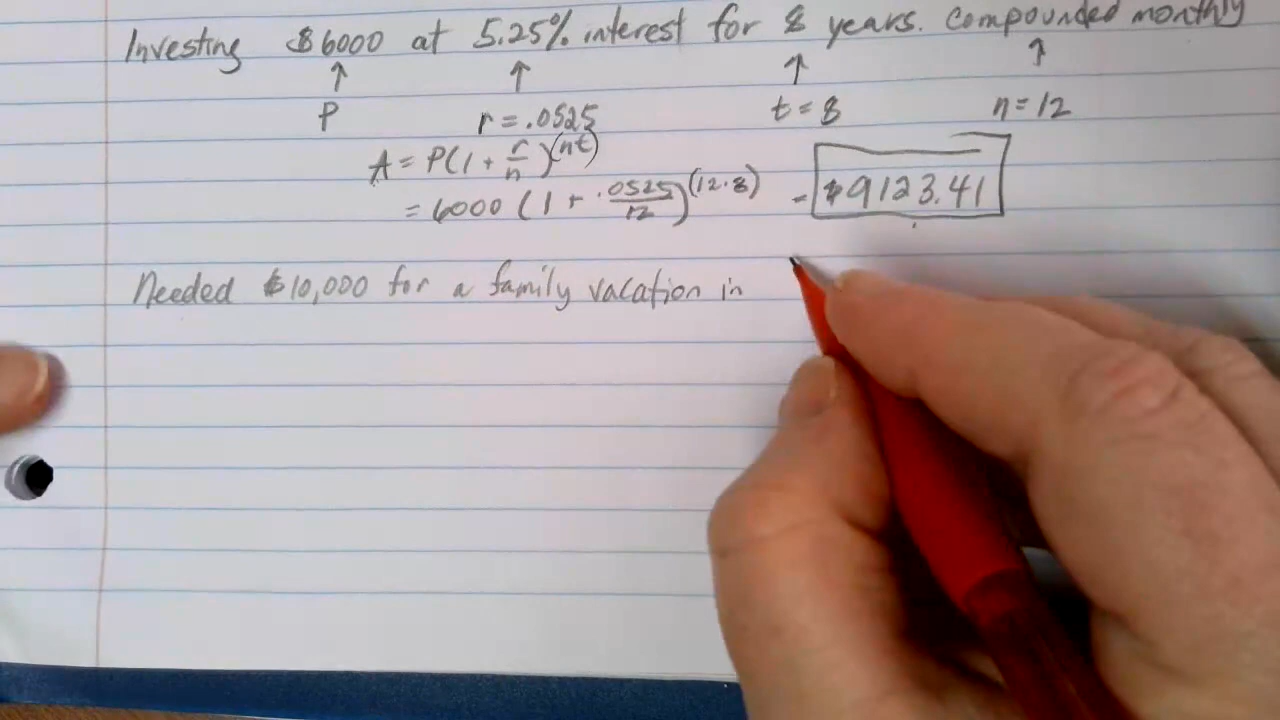 Investing $6000 at 5.25% interest for 8 years. compounded monthly
↑ ↑ ↑ ↑
P r = .0525 t = 8 n = 12
A = P(1 + r/n)^(nt)
= 6000 (1 + .0525/12)^(12·8) = $9123.41
Needed $10,000 for a family vacation in